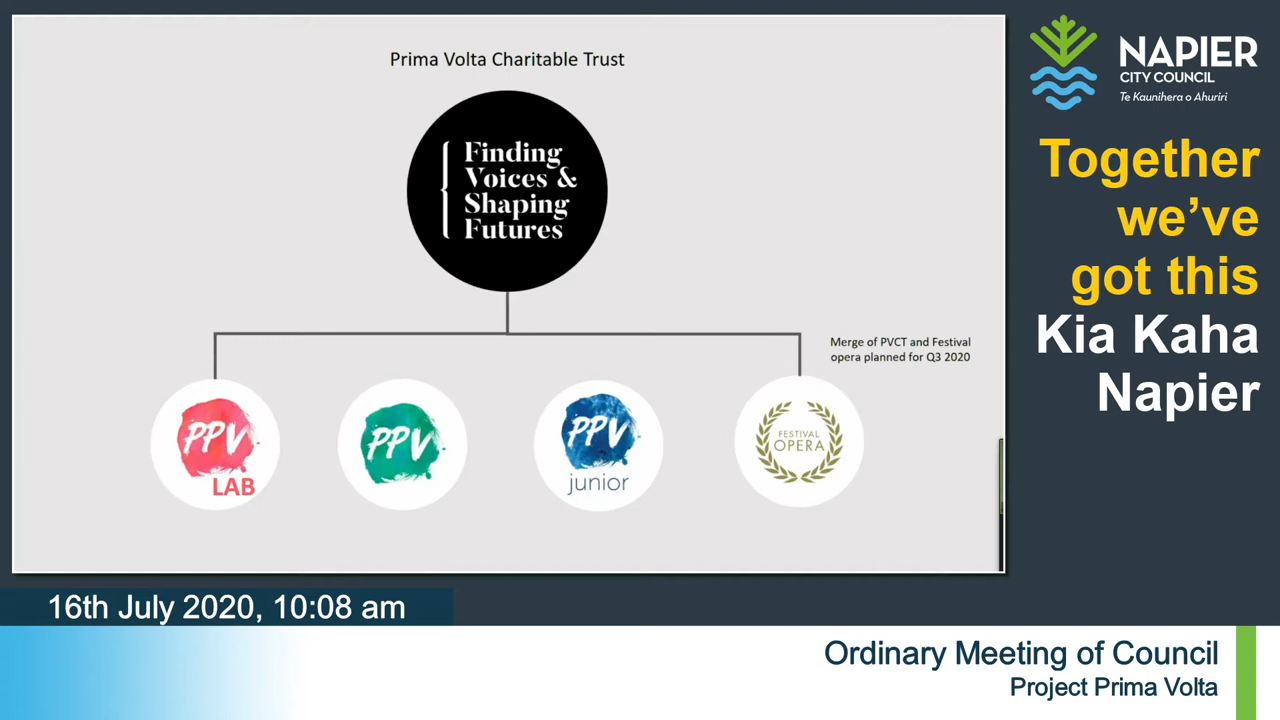 Prima Volta Charitable Trust
Finding
Voices &
Shaping
Futures
Merge of PVCT and Festival
opera planned for Q3 2020
PPV
LAB
PPV
PPV
junior
FESTIVAL
OPERA
NAPIER
CITY COUNCIL
Te Kaunihera o Ahuriri
Together
we’ve
got this
Kia Kaha
Napier
16th July 2020, 10:08 am
Ordinary Meeting of Council
Project Prima Volta